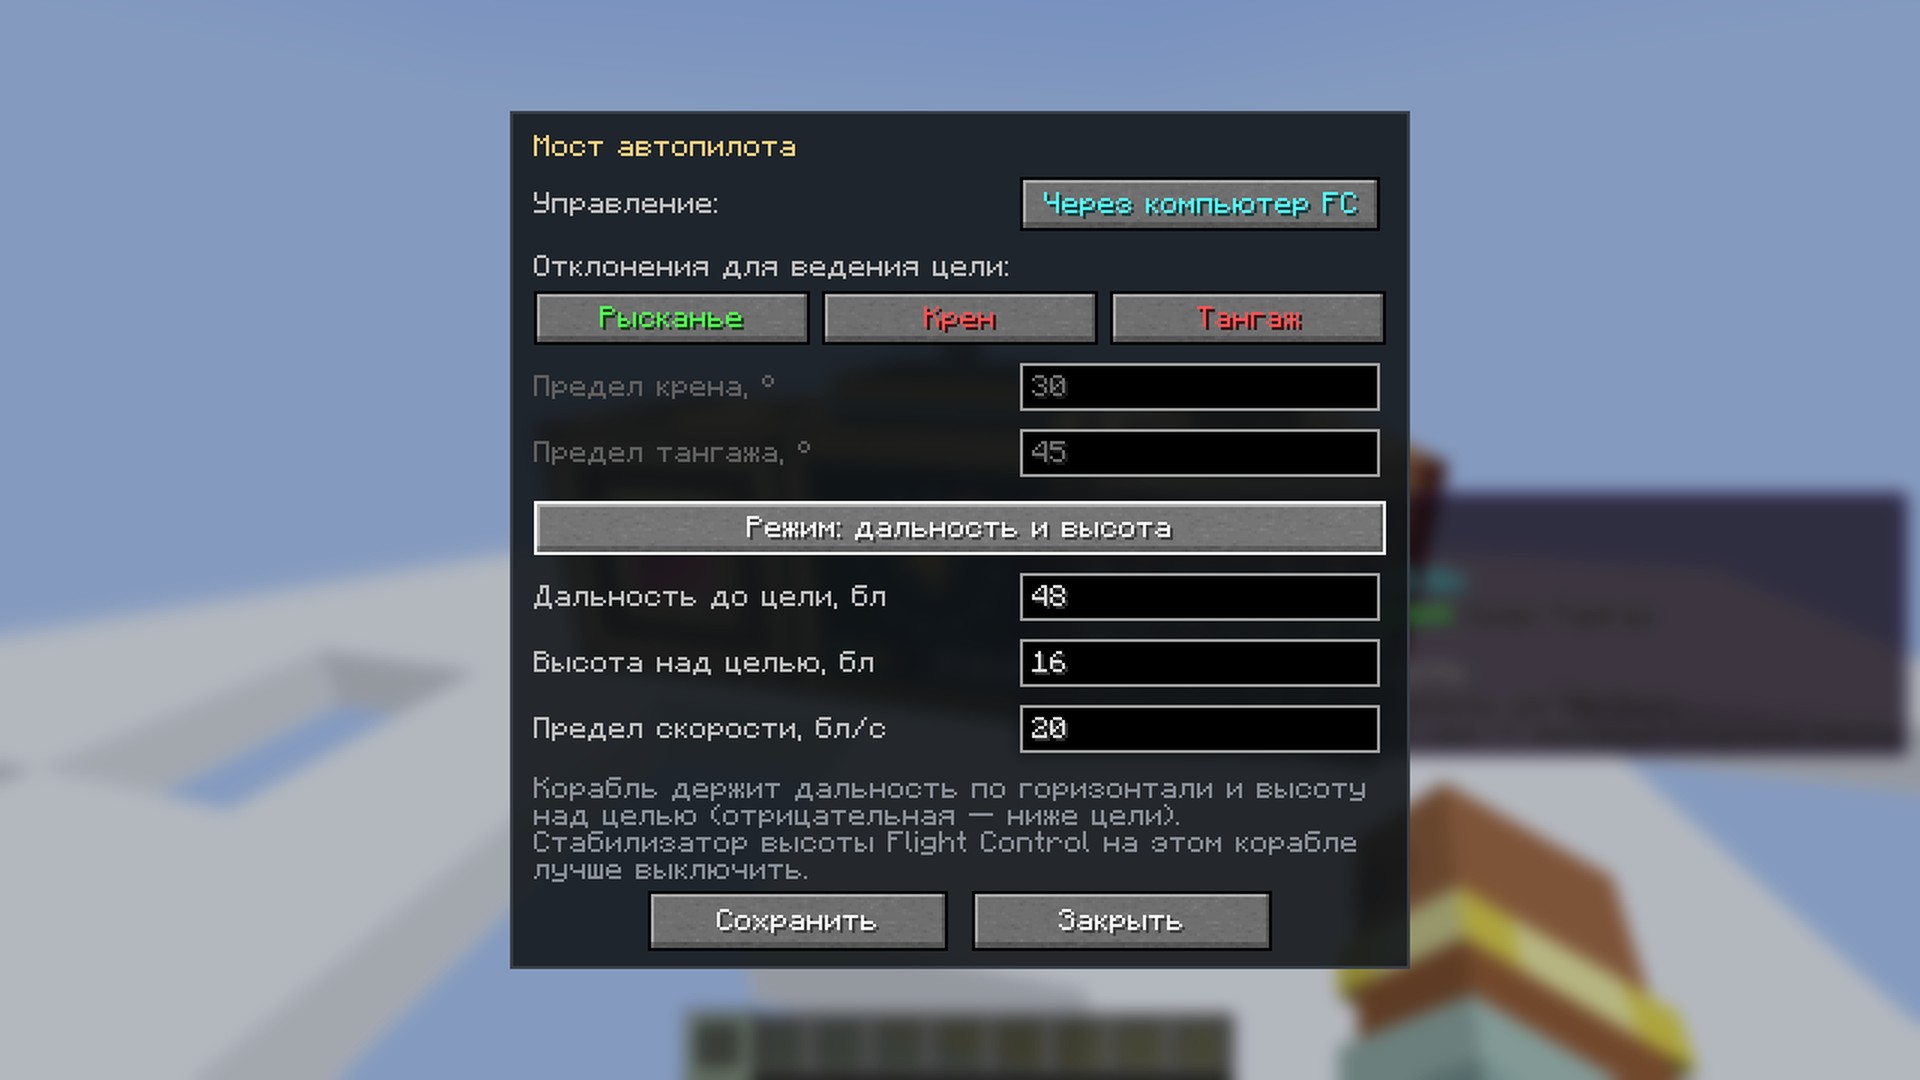 Мост автопилота
Управление:
Через компьютер FC
Отклонения для ведения цели:
Рысканье
Крен
Тангаж
Предел крена, °
30
Предел тангажа, °
45
Режим: дальность и высота
Дальность до цели, бл
48
Высота над целью, бл
16
Предел скорости, бл/с
20
Корабль держит дальность по горизонтали и высоту
над целью (отрицательная — ниже цели).
Стабилизатор высоты Flight Control на этом корабле
лучше выключить.
Сохранить
Закрыть